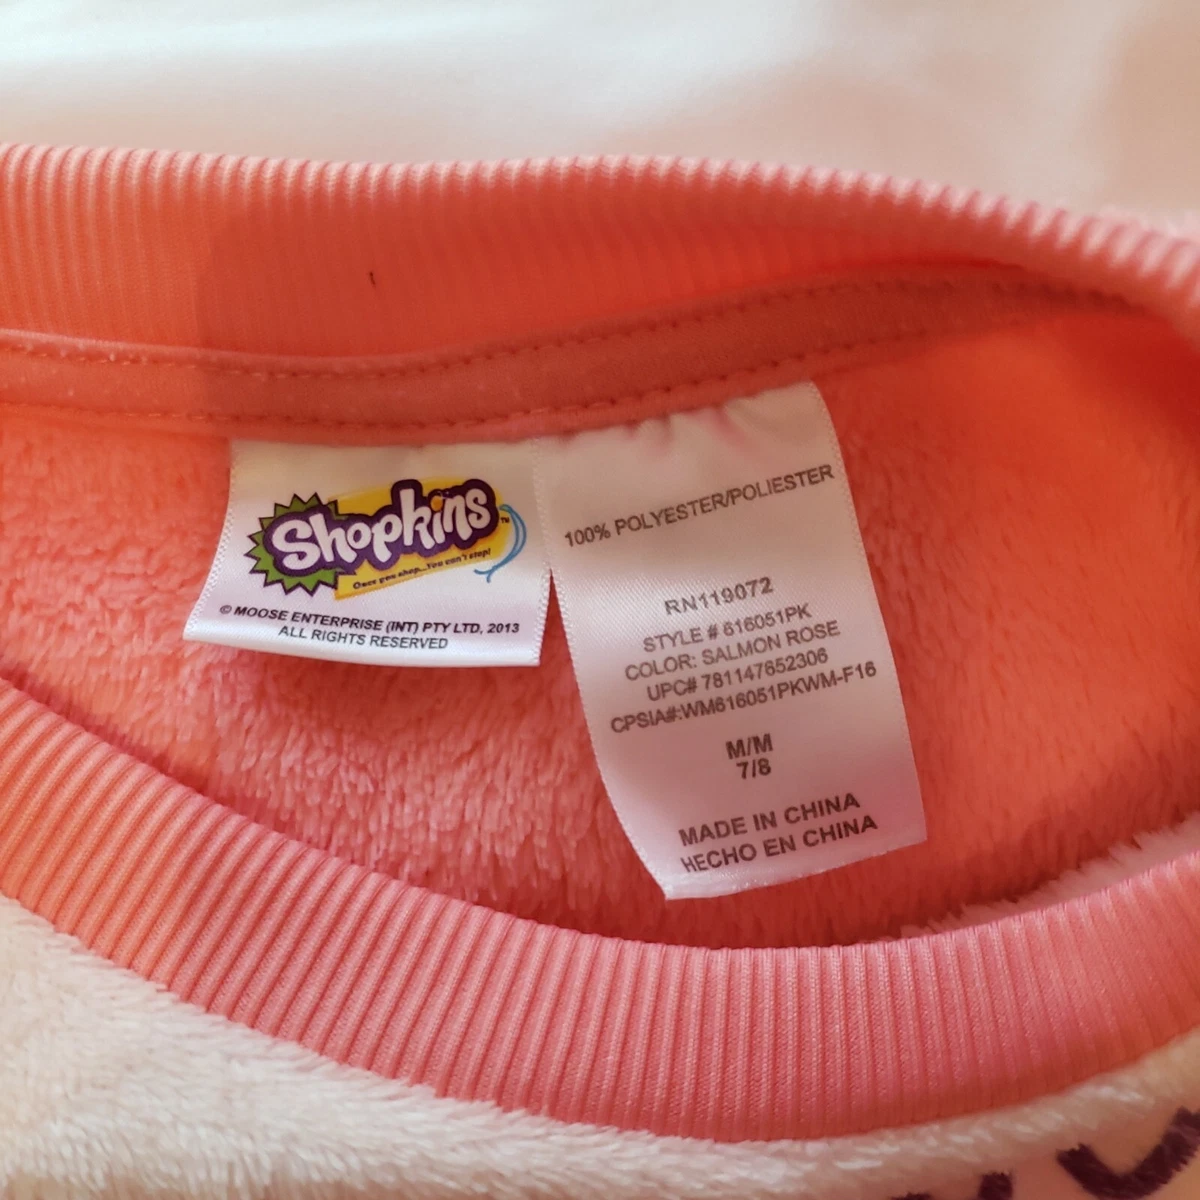 Shopkins™
Once you shop...You can't stop!
© MOOSE ENTERPRISE (INT) PTY LTD, 2013
ALL RIGHTS RESERVED
100% POLYESTER/POLIESTER
RN119072
STYLE # 616051PK
COLOR: SALMON ROSE
UPC# 781147652306
CPSIA#:WM616051PKWM-F16
M/M
7/8
MADE IN CHINA
HECHO EN CHINA